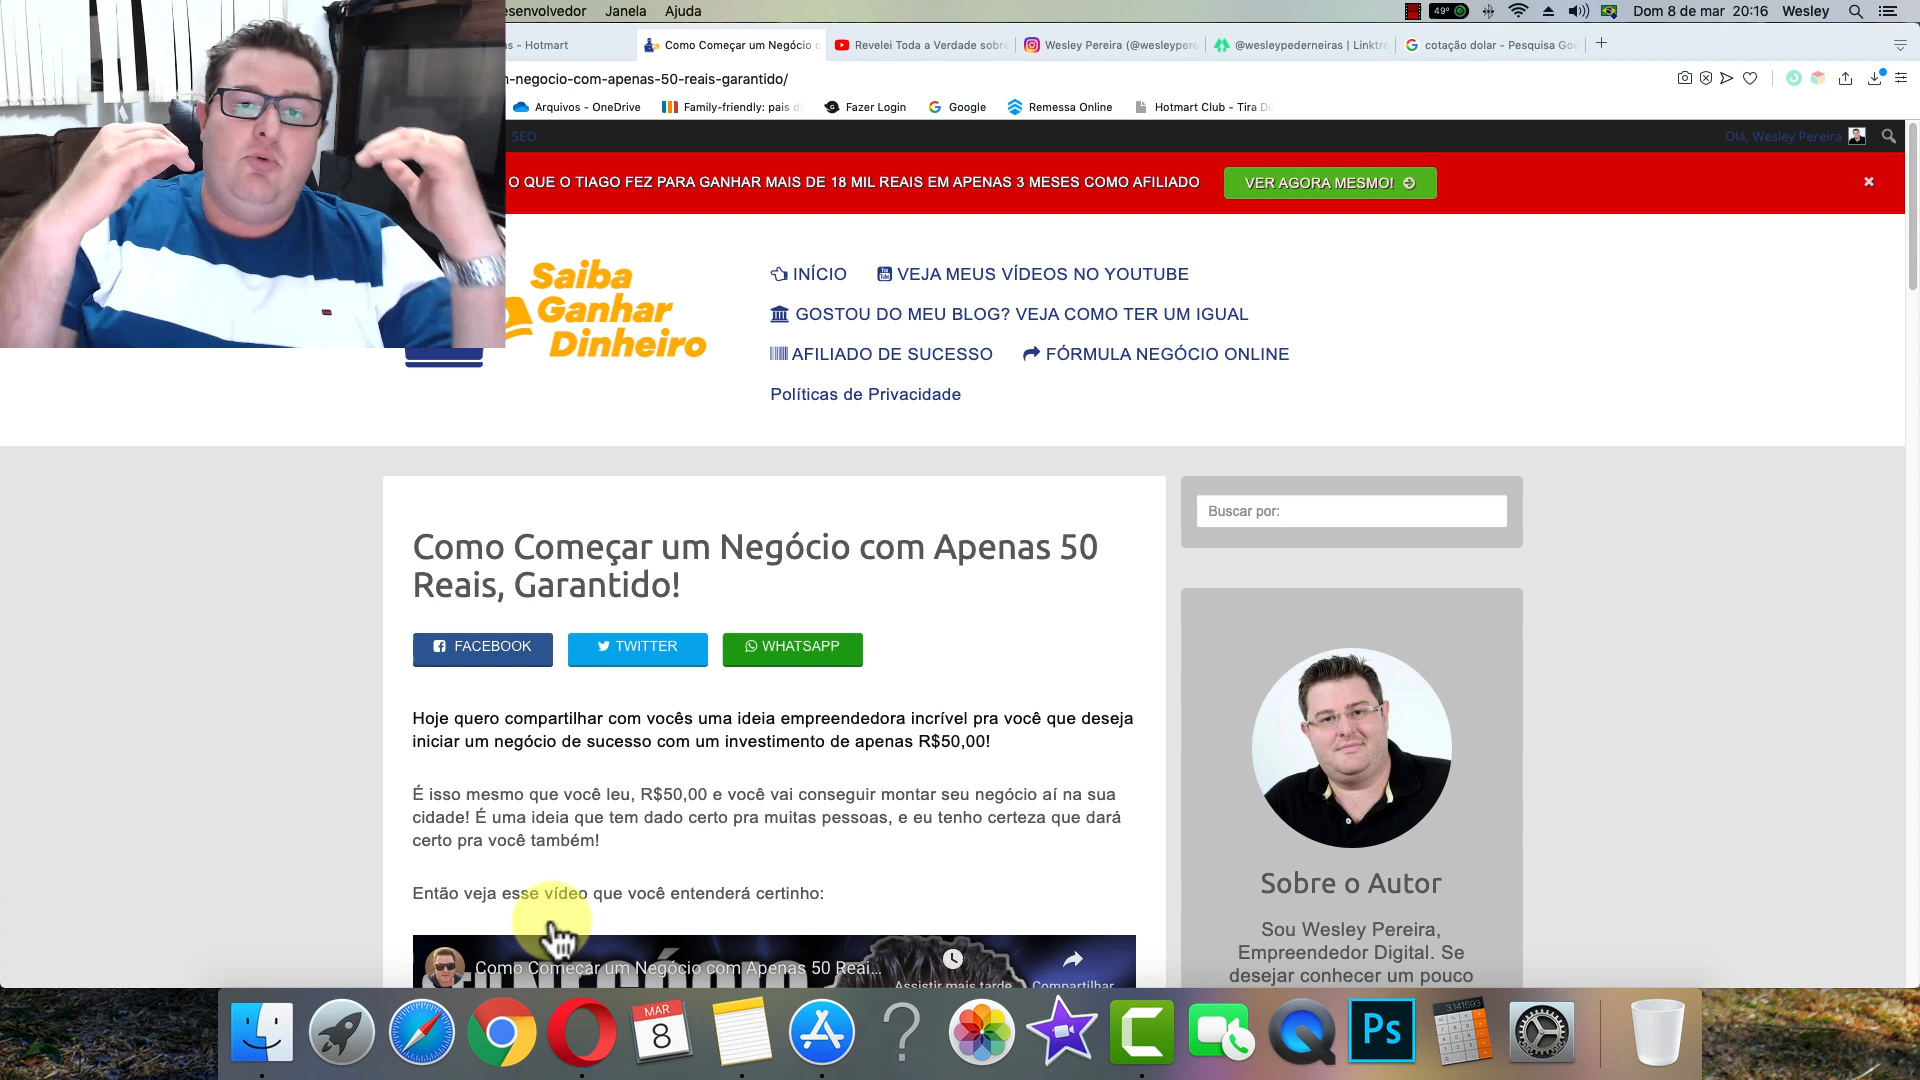 esenvolvedor Janela Ajuda
49° Dom 8 de mar 20:16 Wesley
s - Hotmart
Como Começar um Negócio c
Revelei Toda a Verdade sobr
Wesley Pereira (@wesleypere
@wesleypederneiras | Linktre
cotação dolar - Pesquisa Goo
-negocio-com-apenas-50-reais-garantido/
Arquivos - OneDrive
Family-friendly: pais d
Fazer Login
Google
Remessa Online
Hotmart Club - Tira D
SEO
Olá, Wesley Pereira
O QUE O TIAGO FEZ PARA GANHAR MAIS DE 18 MIL REAIS EM APENAS 3 MESES COMO AFILIADO
VER AGORA MESMO!
Saiba
Ganhar
Dinheiro
INÍCIO
VEJA MEUS VÍDEOS NO YOUTUBE
GOSTOU DO MEU BLOG? VEJA COMO TER UM IGUAL
AFILIADO DE SUCESSO
FÓRMULA NEGÓCIO ONLINE
Políticas de Privacidade
Como Começar um Negócio com Apenas 50
Reais, Garantido!
FACEBOOK
TWITTER
WHATSAPP
Hoje quero compartilhar com vocês uma ideia empreendedora incrível pra você que deseja
iniciar um negócio de sucesso com um investimento de apenas R$50,00!
É isso mesmo que você leu, R$50,00 e você vai conseguir montar seu negócio aí na sua
cidade! É uma ideia que tem dado certo pra muitas pessoas, e eu tenho certeza que dará
certo pra você também!
Então veja esse vídeo que você entenderá certinho:
Como Começar um Negócio com Apenas 50 Reai...
Assistir mais tarde
Compartilhar
Buscar por:
Sobre o Autor
Sou Wesley Pereira,
Empreendedor Digital. Se
desejar conhecer um pouco
MAR
8
?
Ps
3.141593